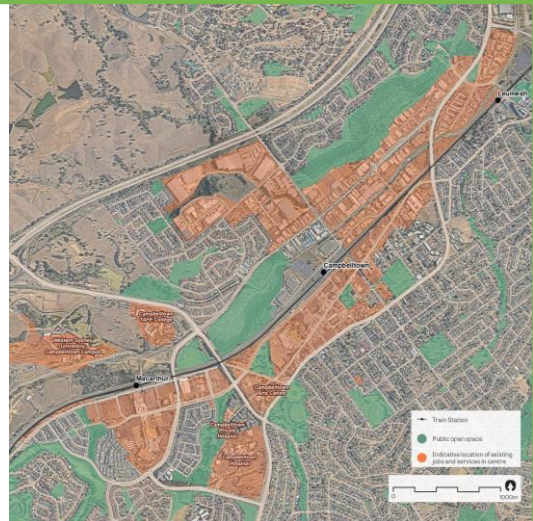 Leumeah
Campbelltown
Campbelltown
TAFE College
Western Sydney
University
Campbelltown Campus
Macarthur
Campbelltown
Arts Centre
Campbelltown
Hospital
Campbelltown
Hospital
Train Station
Public open space
Indicative location of existing
jobs and services in centre
0
1000m